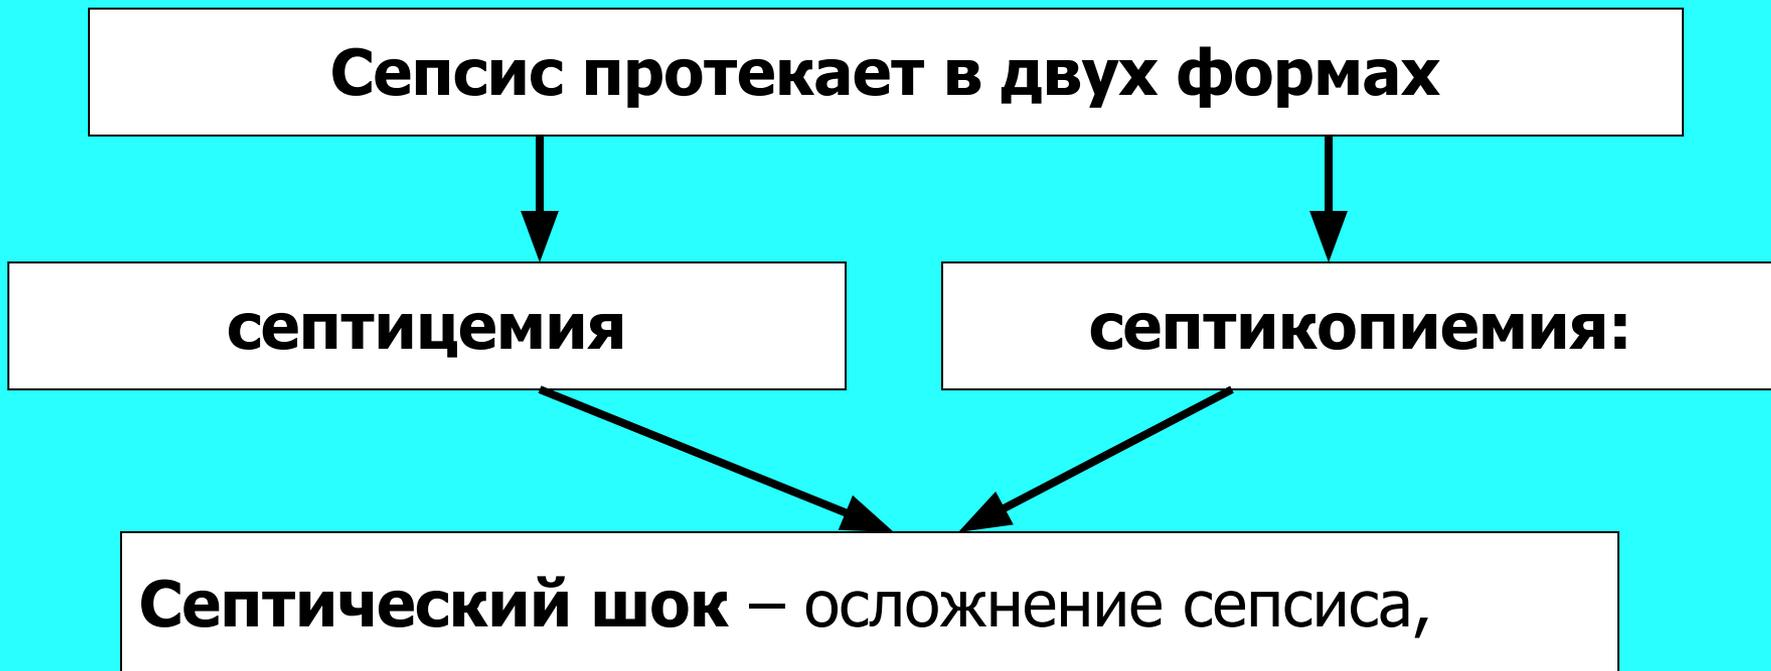 Сепсис протекает в двух формах
септицемия
септикопиемия:
Септический шок – осложнение сепсиса,